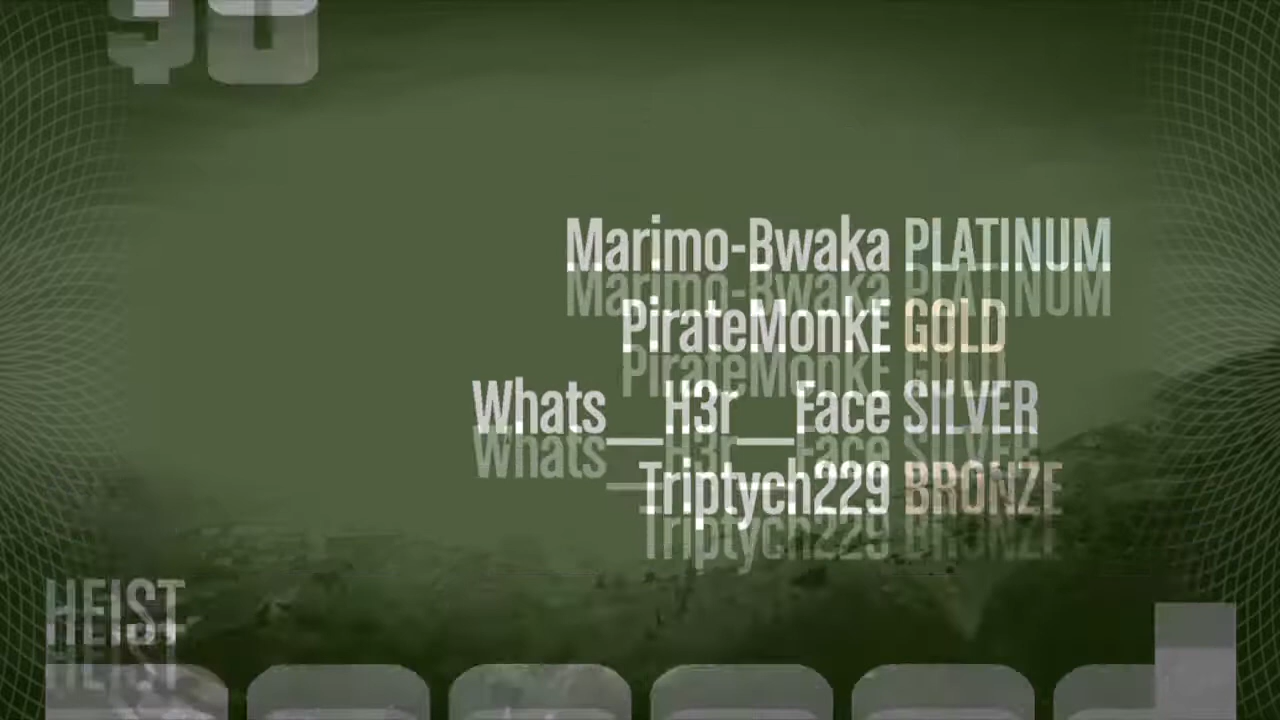 Marimo-Bwaka PLATINUM
PirateMonkE GOLD
Whats__H3r__Face SILVER
Triptych229 BRONZE
HEIST